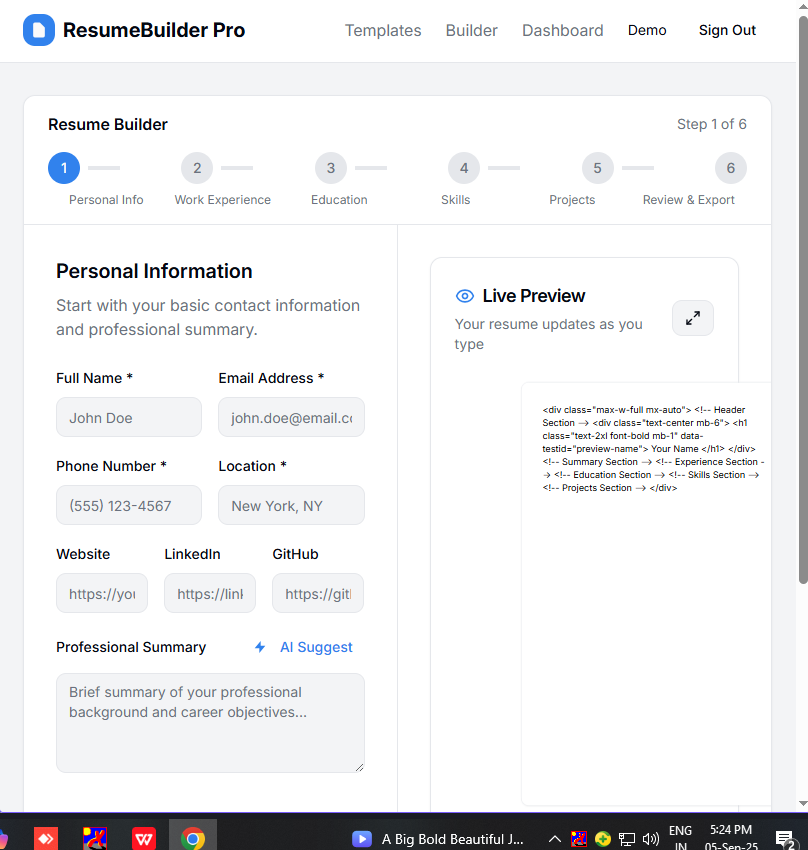 ResumeBuilder Pro Templates Builder Dashboard Demo Sign Out
Resume Builder Step 1 of 6
1 2 3 4 5 6
Personal Info Work Experience Education Skills Projects Review & Export
Personal Information
Start with your basic contact information
and professional summary.
Full Name * Email Address *
John Doe john.doe@email.c
Phone Number * Location *
(555) 123-4567 New York, NY
Website LinkedIn GitHub
https://you https://link https://git
Professional Summary AI Suggest
Brief summary of your professional
background and career objectives...
Live Preview
Your resume updates as you
type
<div class="max-w-full mx-auto"> <!-- Header
Section --> <div class="text-center mb-6"> <h1
class="text-2xl font-bold mb-1" data-
testid="preview-name"> Your Name </h1> </div>
<!-- Summary Section --> <!-- Experience Section -
-> <!-- Education Section --> <!-- Skills Section -->
<!-- Projects Section --> </div>
A Big Bold Beautiful J...
ENG
IN
5:24 PM
05-Sep-25
2